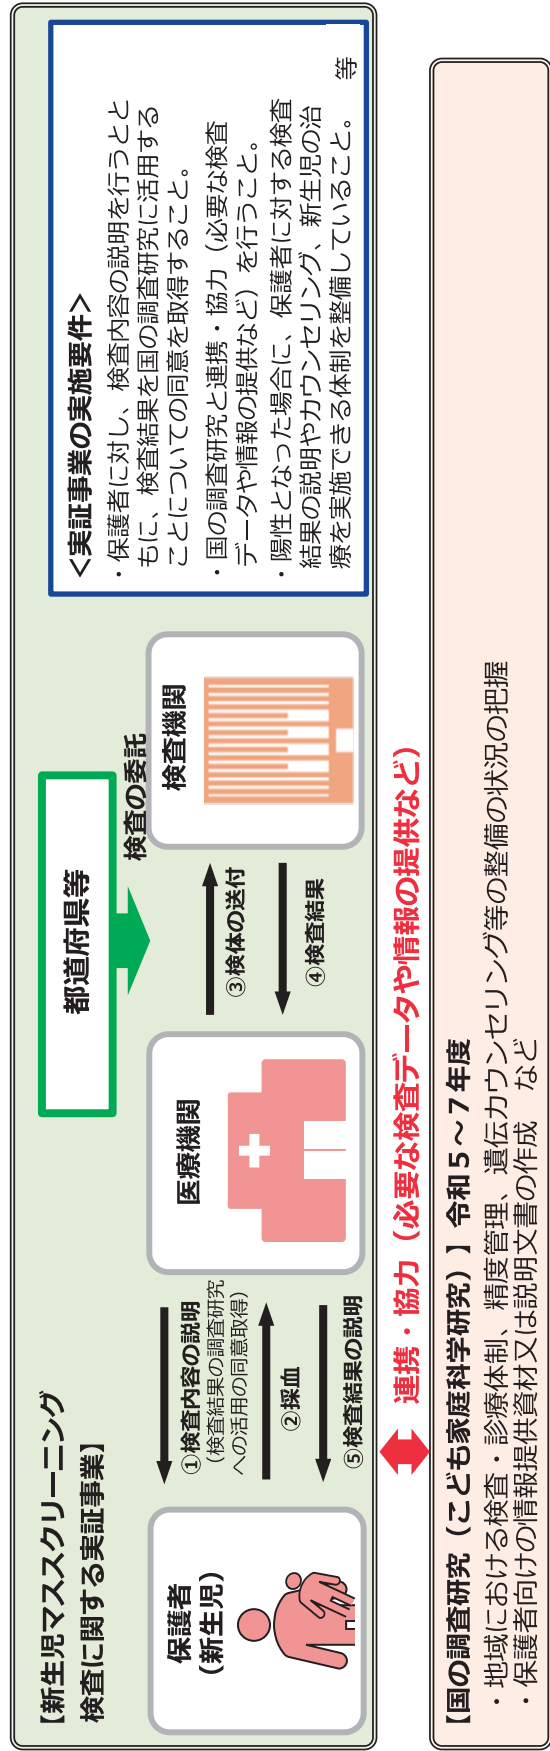 【新生児マススクリーニング
検査に関する実証事業】
都道府県等
検査の委託
保護者
(新生児)
①検査内容の説明
(検査結果の調査研究
への活用の同意取得)
②採血
⑤検査結果の説明
医療機関
③検体の送付
④検査結果
検査機関
＜実証事業の実施要件＞
・保護者に対し、検査内容の説明を行うとと
もに、検査結果を国の調査研究に活用する
ことについての同意を取得すること。
・国の調査研究と連携・協力（必要な検査
データや情報の提供など）を行うこと。
・陽性となった場合に、保護者に対する検査
結果の説明やカウンセリング、新生児の治
療を実施できる体制を整備していること。
等
連携・協力（必要な検査データや情報の提供など）
【国の調査研究（こども家庭科学研究）】令和５～７年度
・地域における検査・診療体制、精度管理、遺伝カウンセリング等の整備の状況の把握
・保護者向けの情報提供資材又は説明文書の作成　など